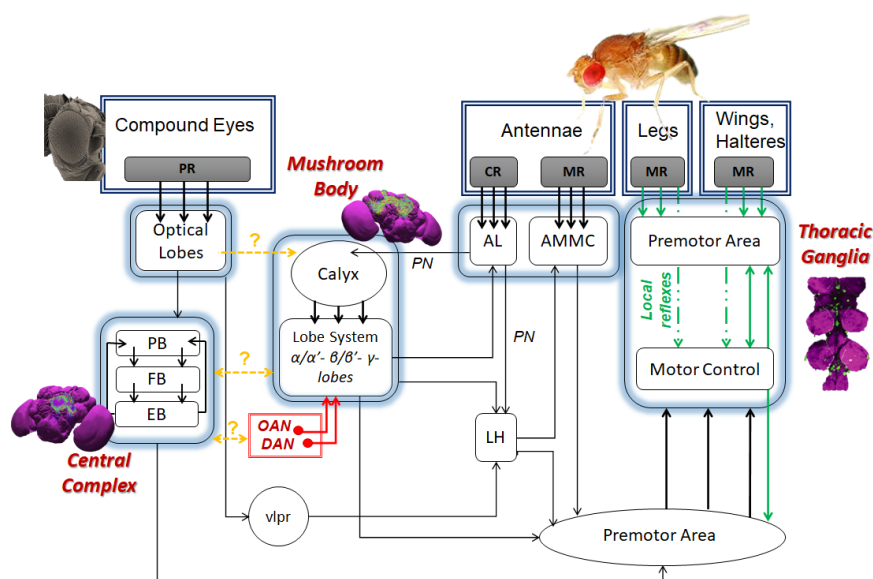 Compound Eyes
PR
Antennae
CR
MR
Legs
MR
Wings,
Halteres
MR
Mushroom
Body
Optical
Lobes
?
Calyx
PN
AL
AMMC
Premotor Area
Thoracic
Ganglia
Local
reflexes
PN
Lobe System
α/α’- β/β’- γ-
lobes
Motor Control
PB
FB
EB
?
?
OAN
DAN
LH
Central
Complex
vlpr
Premotor Area